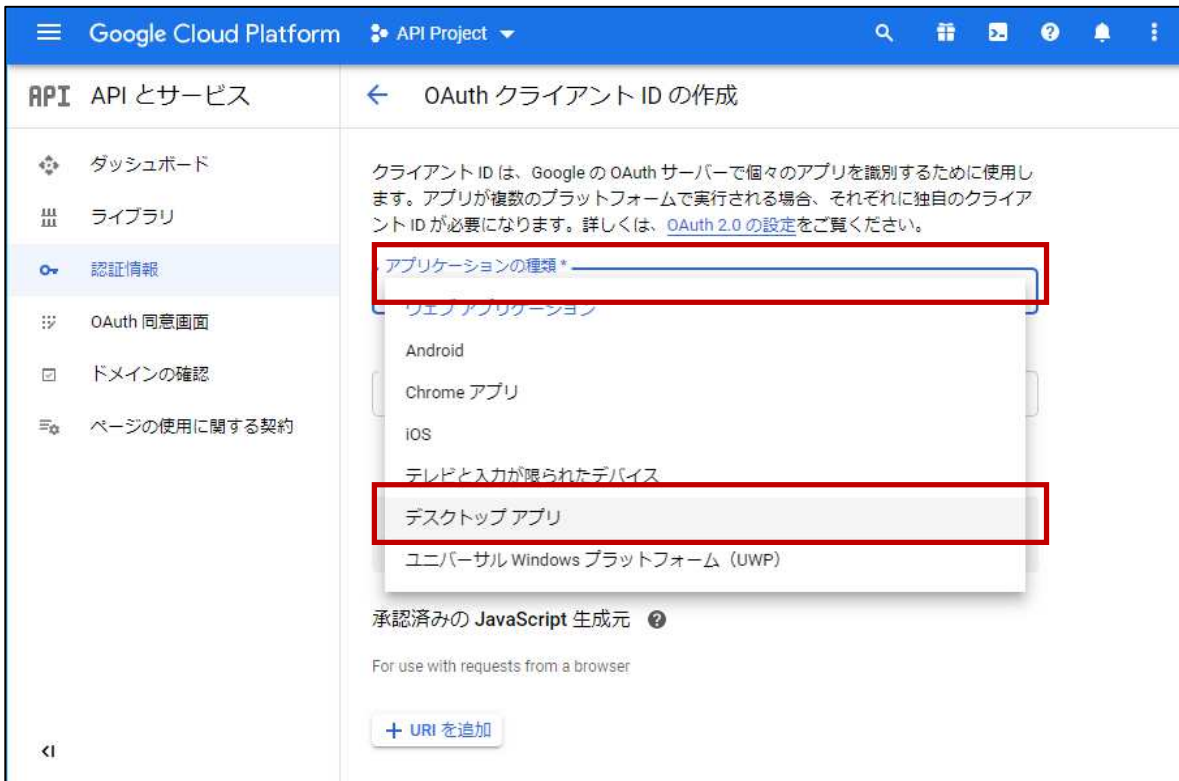 Google Cloud Platform API Project
API API とサービス
OAuth クライアント ID の作成
ダッシュボード
ライブラリ
認証情報
OAuth 同意画面
ドメインの確認
ページの使用に関する契約
クライアント ID は、Google の OAuth サーバーで個々のアプリを識別するために使用し
ます。アプリが複数のプラットフォームで実行される場合、それぞれに独自のクライア
ント ID が必要になります。詳しくは、OAuth 2.0 の設定をご覧ください。
アプリケーションの種類 *
ウェブ アプリケーション
Android
Chrome アプリ
iOS
テレビと入力が限られたデバイス
デスクトップ アプリ
ユニバーサル Windows プラットフォーム（UWP）
承認済みの JavaScript 生成元
For use with requests from a browser
+ URI を追加